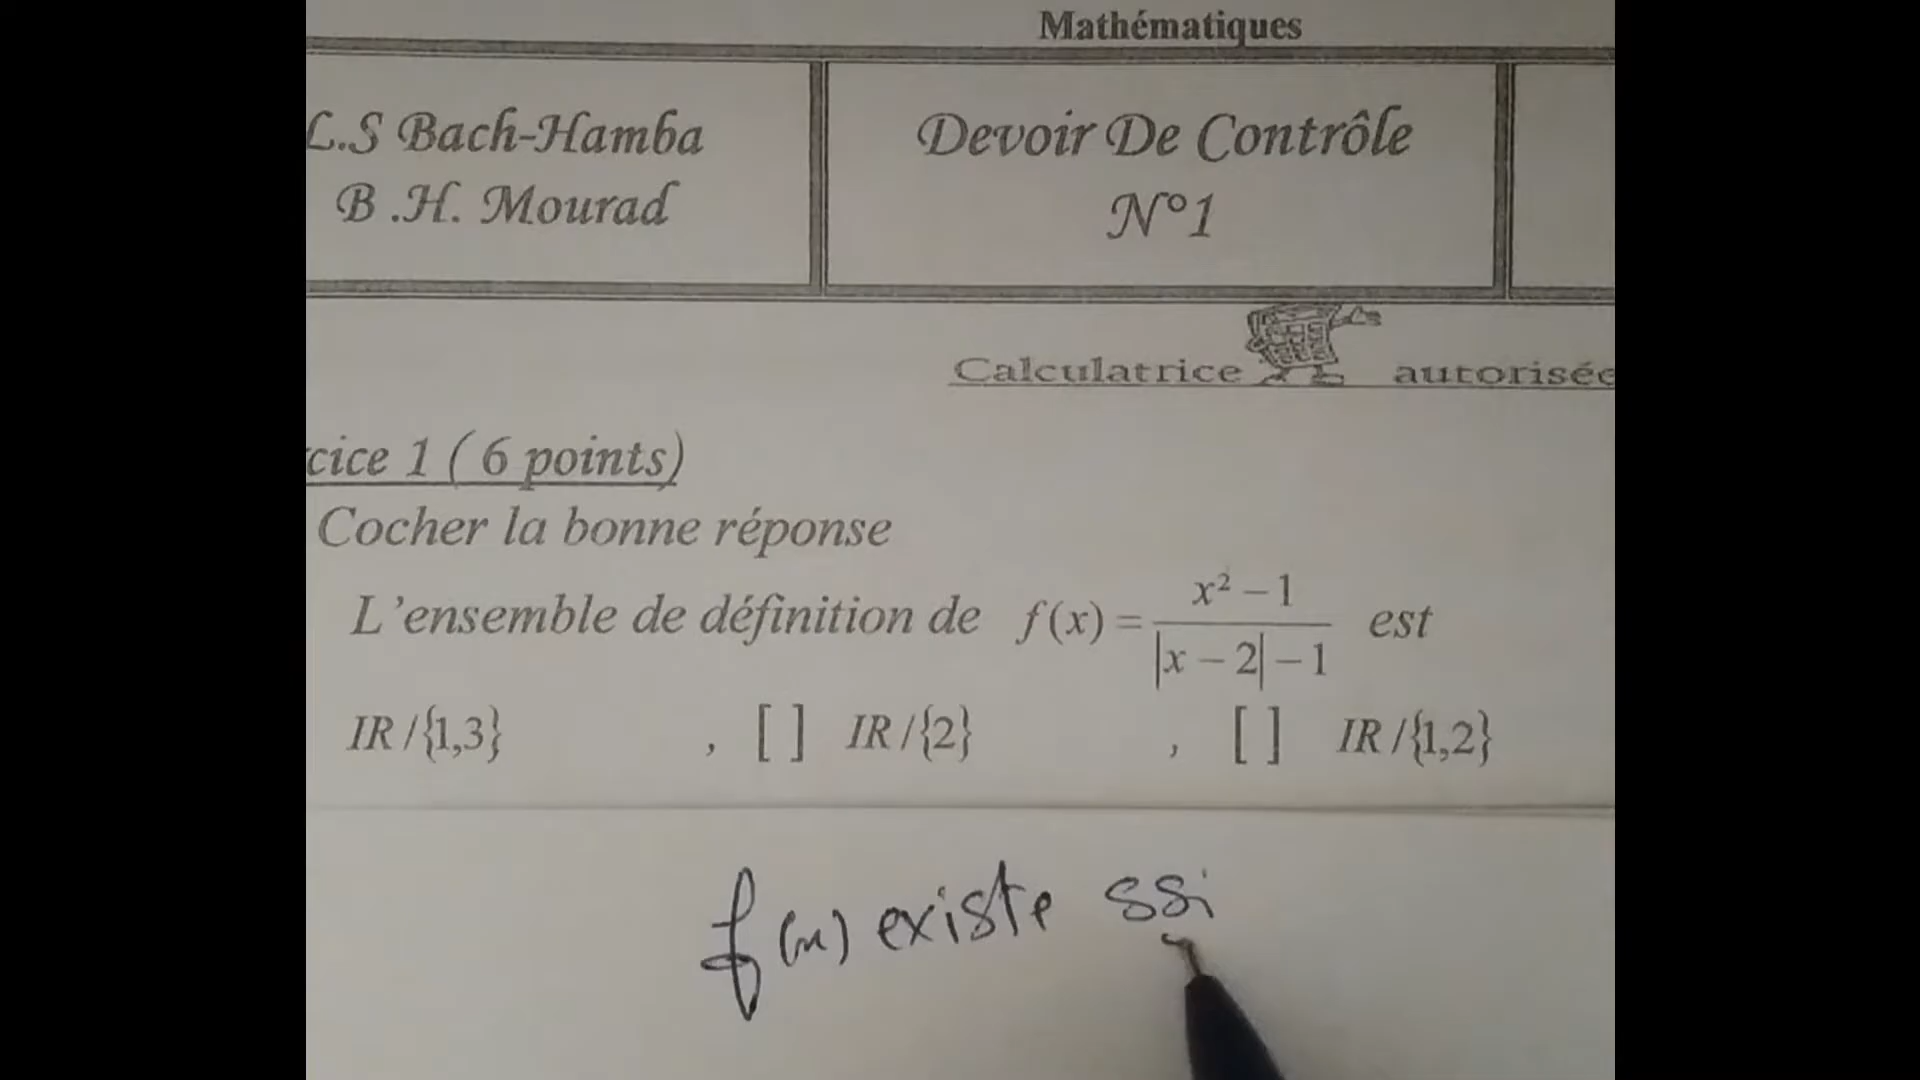 Mathématiques
L.S Bach-Hamba
B .H. Mourad
Devoir De Contrôle
N°1
Calculatrice autorisée
cice 1 ( 6 points)
Cocher la bonne réponse
L'ensemble de définition de f(x) = (x² – 1) / (|x – 2| – 1) est
IR /{1,3} , [ ] IR /{2} , [ ] IR /{1,2}
f(x) existe ssi